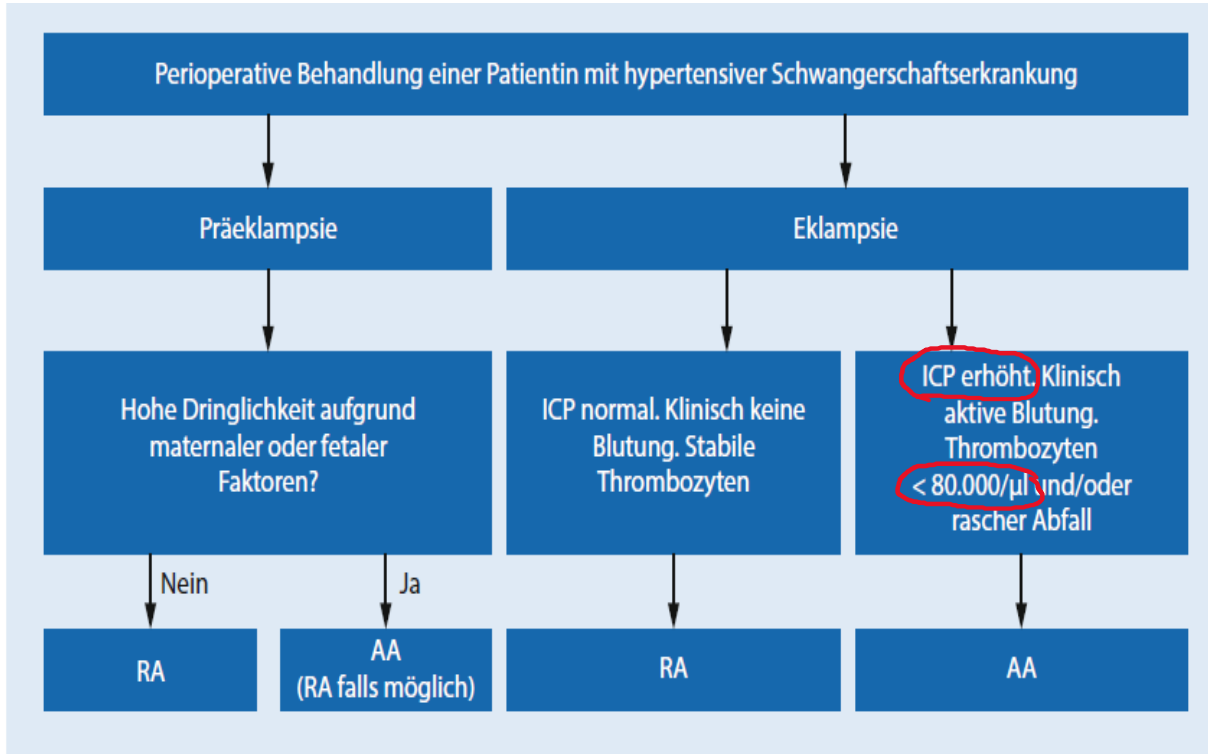 Perioperative Behandlung einer Patientin mit hypertensiver Schwangerschaftserkrankung
Präeklampsie
Eklampsie
Hohe Dringlichkeit aufgrund
maternaler oder fetaler
Faktoren?
ICP normal. Klinisch keine
Blutung. Stabile
Thrombozyten
ICP erhöht. Klinisch
aktive Blutung.
Thrombozyten
< 80.000/µl und/oder
rascher Abfall
Nein
Ja
RA
AA
(RA falls möglich)
RA
AA